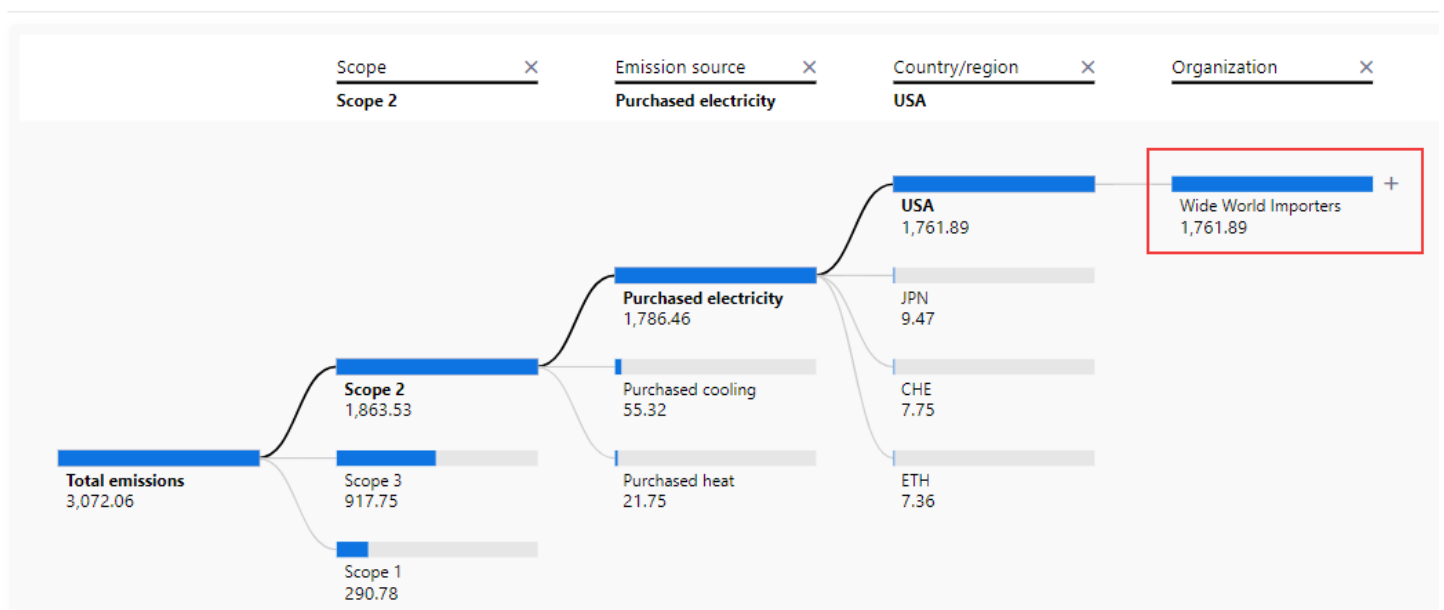 Scope ✕ Emission source ✕ Country/region ✕ Organization ✕
Scope 2 Purchased electricity USA
USA
1,761.89
Wide World Importers
1,761.89
+
Purchased electricity
1,786.46
JPN
9.47
Scope 2
1,863.53
Purchased cooling
55.32
CHE
7.75
Total emissions
3,072.06
Scope 3
917.75
Purchased heat
21.75
ETH
7.36
Scope 1
290.78